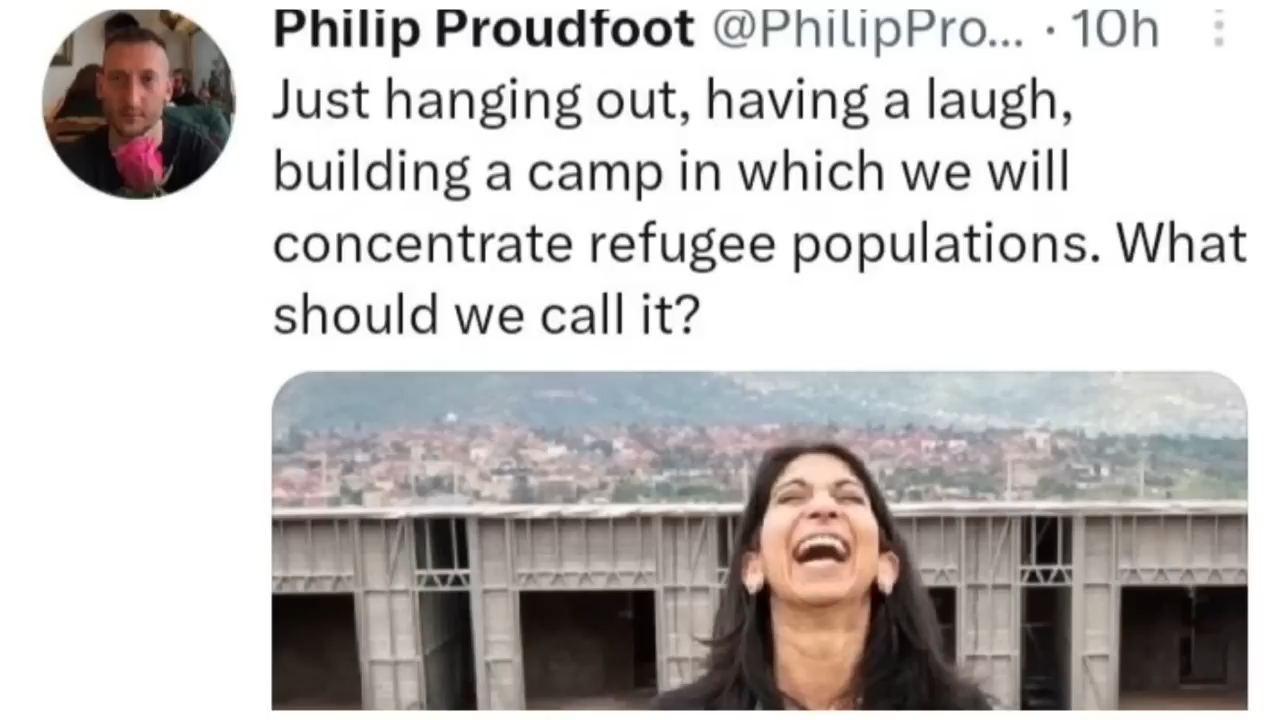 Philip Proudfoot @PhilipPro... · 10h
Just hanging out, having a laugh,
building a camp in which we will
concentrate refugee populations. What
should we call it?